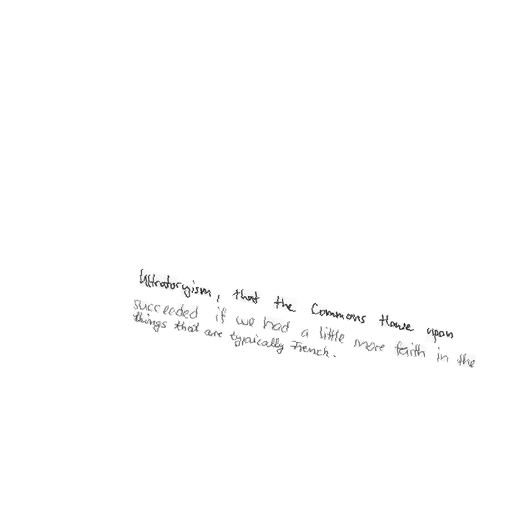 Ultratoryism, that the Commons House upon
succeeded if we had a little more faith in the
things that are typically French.